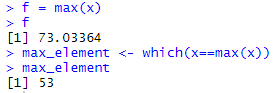 > f = max(x)
> f
[1] 73.03364
> max_element <- which(x==max(x))
> max_element
[1] 53